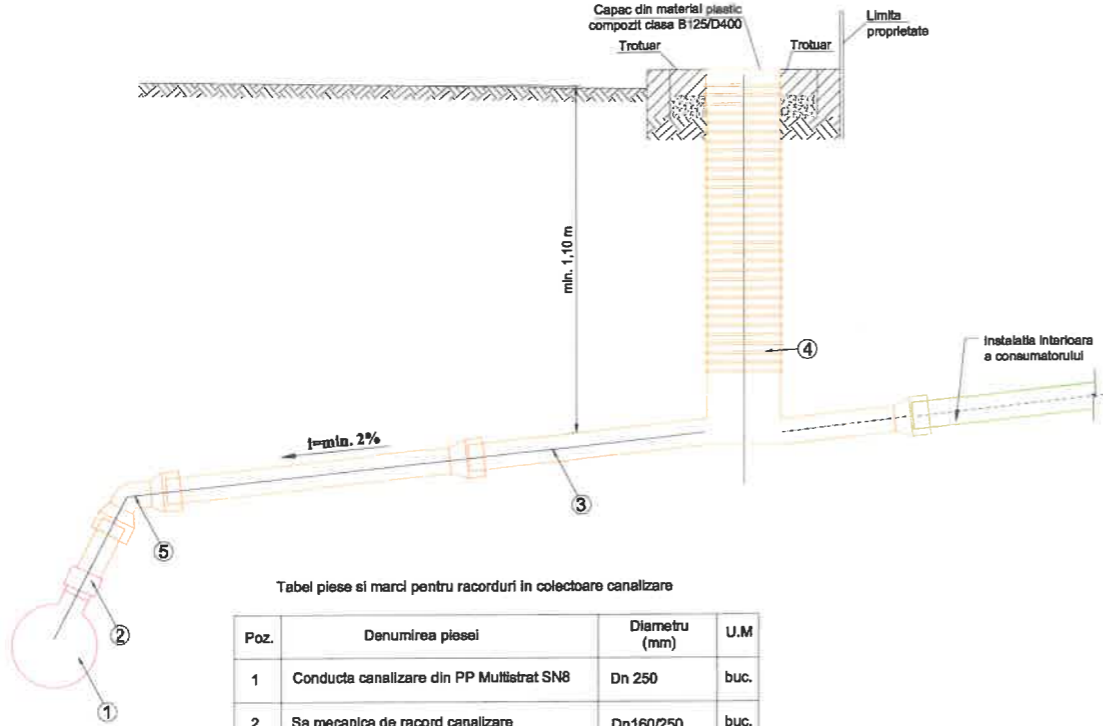 Capac din material plastic
compozit clasa B125/D400
Limita
proprietate
Trotuar
Trotuar
min. 1,10 m
4
Instalatia interioara
a consumatorului
i=min. 2%
3
5
2
1
Tabel piese si marci pentru racorduri in colectoare canalizare
Poz. Denumirea piesei Diametru (mm) U.M
1 Conducta canalizare din PP Multistrat SN8 Dn 250 buc.
2 Sa mecanica de racord canalizare Dn160/250 buc.